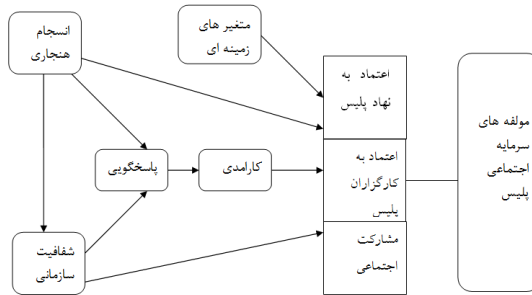 انسجام
هنجاری
متغیر های
زمینه ای
اعتماد به
نهاد پلیس
مولفه های
سرمایه
اجتماعی
پلیس
پاسخگویی
کارامدی
اعتماد به
کارگزاران
پلیس
شفافیت
سازمانی
مشارکت
اجتماعی